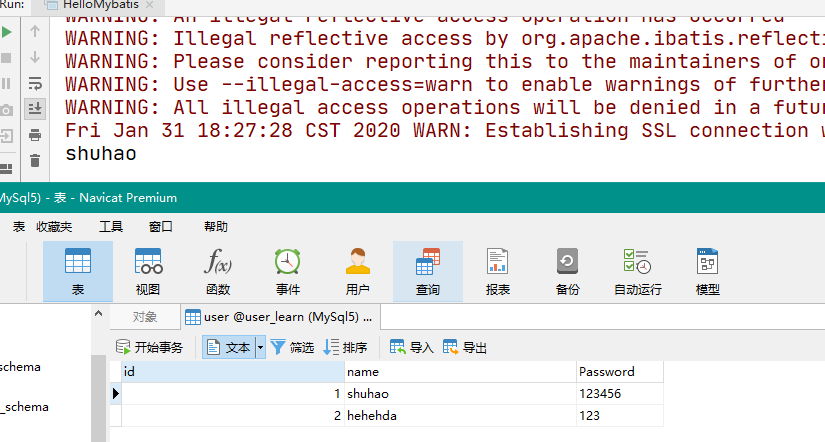 Run: HelloMybatis
WARNING: An illegal reflective access operation has occurred
WARNING: Illegal reflective access by org.apache.ibatis.reflecti
WARNING: Please consider reporting this to the maintainers of or
WARNING: Use --illegal-access=warn to enable warnings of further
WARNING: All illegal access operations will be denied in a futur
Fri Jan 31 18:27:28 CST 2020 WARN: Establishing SSL connection w
shuhao
MySql5) - 表 - Navicat Premium
表 收藏夹 工具 窗口 帮助
f(x)
表 视图 函数 事件 用户 查询 报表 备份 自动运行 模型
对象 user @user_learn (MySql5) ...
开始事务 文本 筛选 排序 导入 导出
schema
_schema
id name Password
1 shuhao 123456
2 hehehda 123